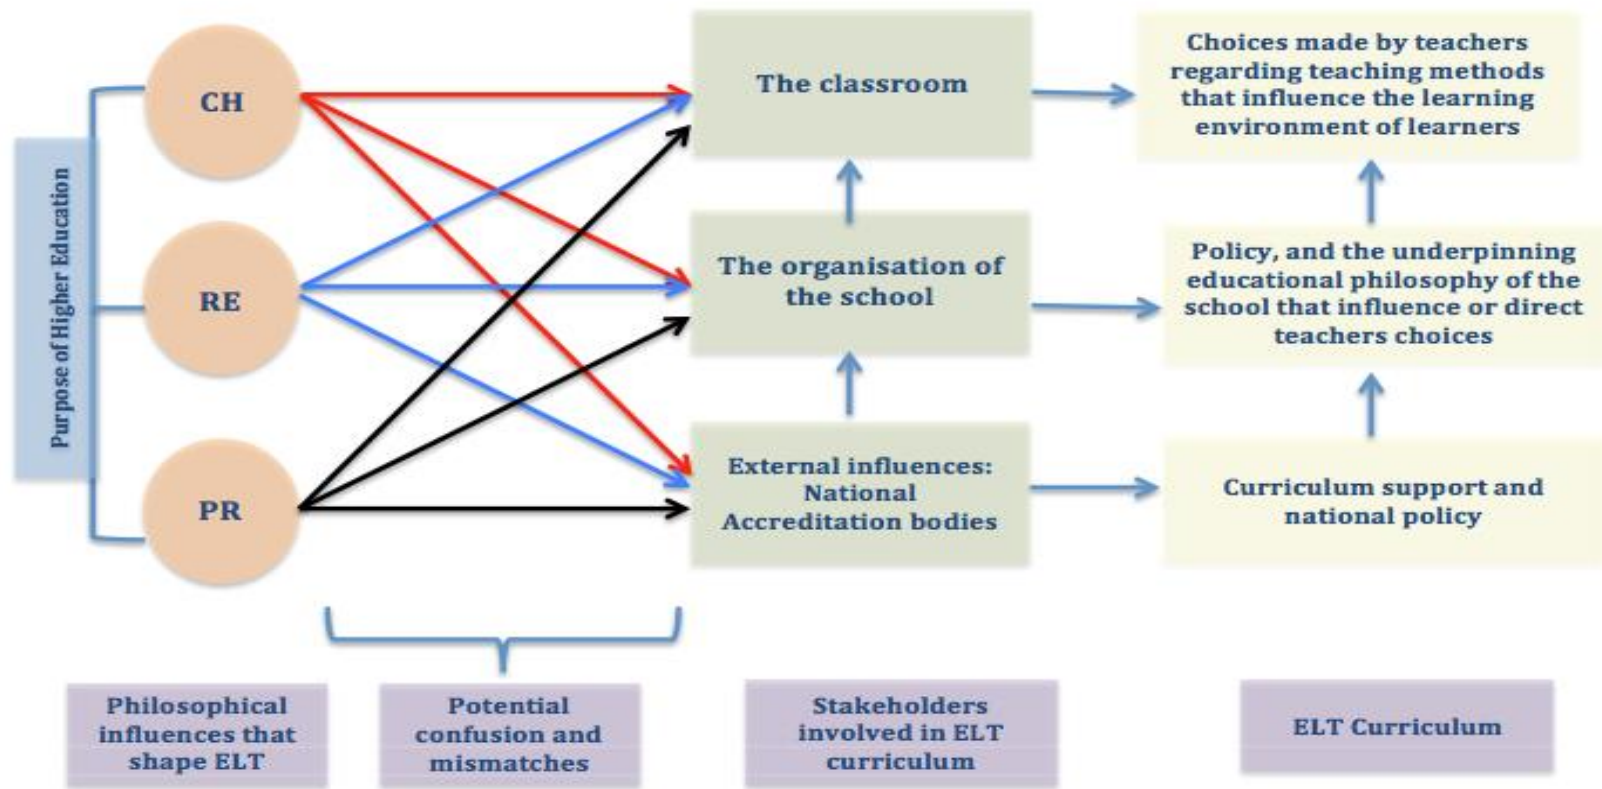 Purpose of Higher Education
CH
RE
PR
The classroom
The organisation of
the school
External influences:
National
Accreditation bodies
Choices made by teachers
regarding teaching methods
that influence the learning
environment of learners
Policy, and the underpinning
educational philosophy of the
school that influence or direct
teachers choices
Curriculum support and
national policy
Philosophical
influences that
shape ELT
Potential
confusion and
mismatches
Stakeholders
involved in ELT
curriculum
ELT Curriculum